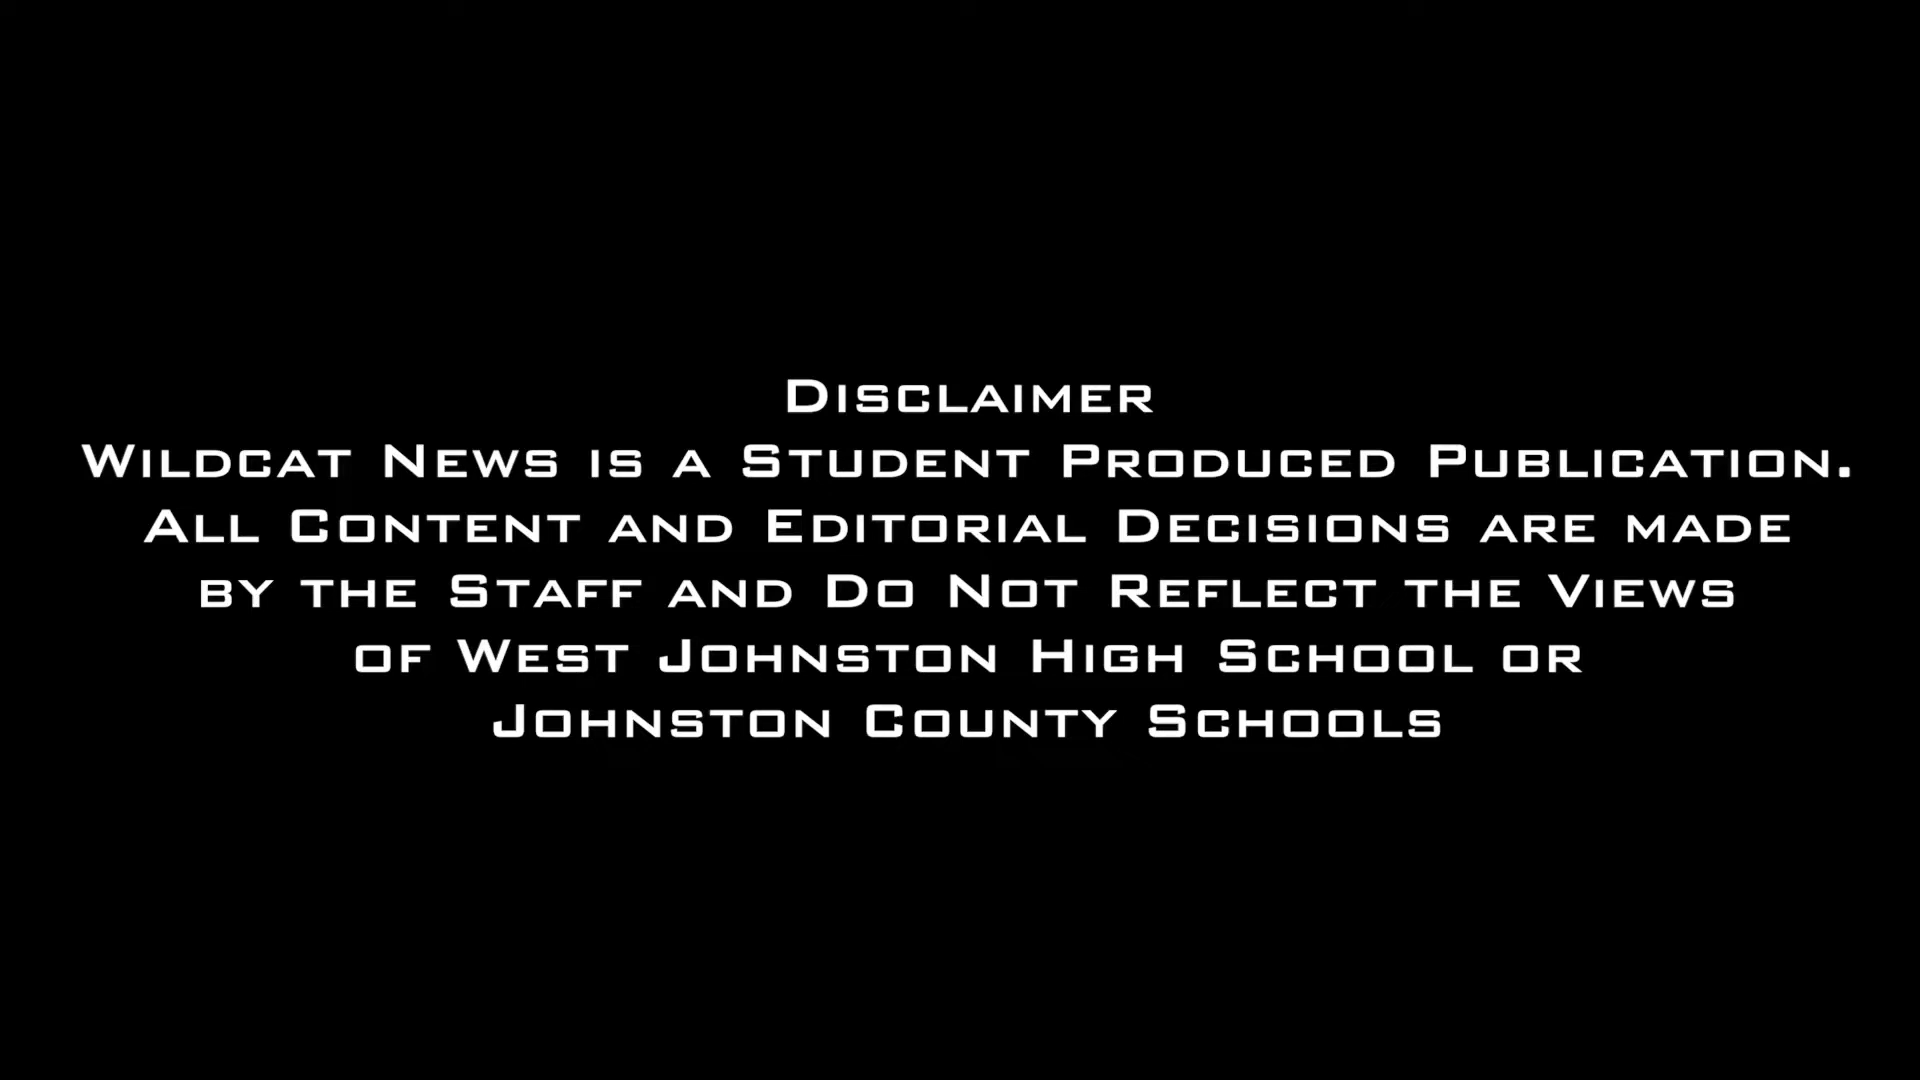 Disclaimer
Wildcat News is a Student Produced Publication.
All Content and Editorial Decisions are made
by the Staff and Do Not Reflect the Views
of West Johnston High School or
Johnston County Schools